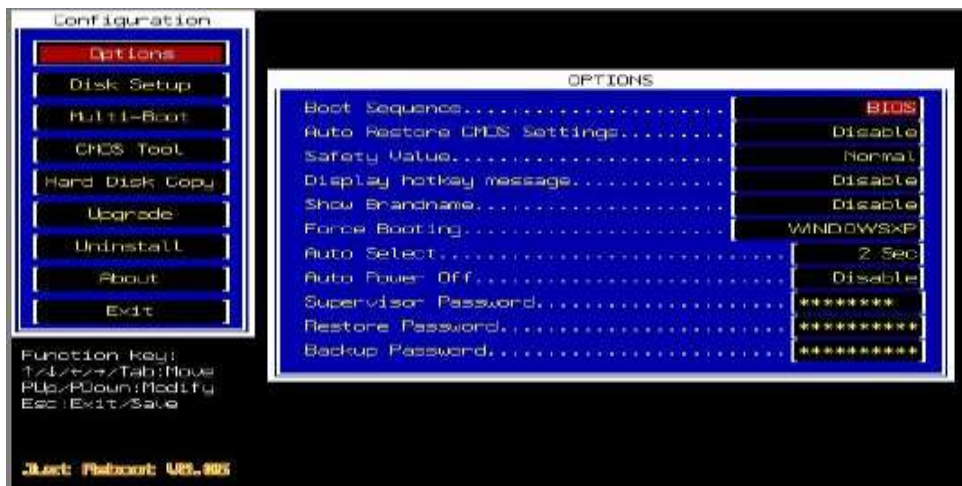 Configuration
Options
Disk Setup
Multi-Boot
CMOS Tool
Hard Disk Copy
Upgrade
Uninstall
About
Exit
Function Key:
↑/↓/←/→/Tab:Move
PUp/PDown:Modify
Esc:Exit/Save
Just Reboot
OPTIONS
Boot Sequence........................ BIOS
Auto Restore CMOS Settings......... Disable
Safety Value........................ Normal
Display hotkey message............. Disable
Show Brandname..................... Disable
Force Booting...................... WINDOWSXP
Auto Select............................. 2 Sec
Auto Power Off......................... Disable
Supervisor Password.................... ********
Restore Password....................... **********
Backup Password........................ **********